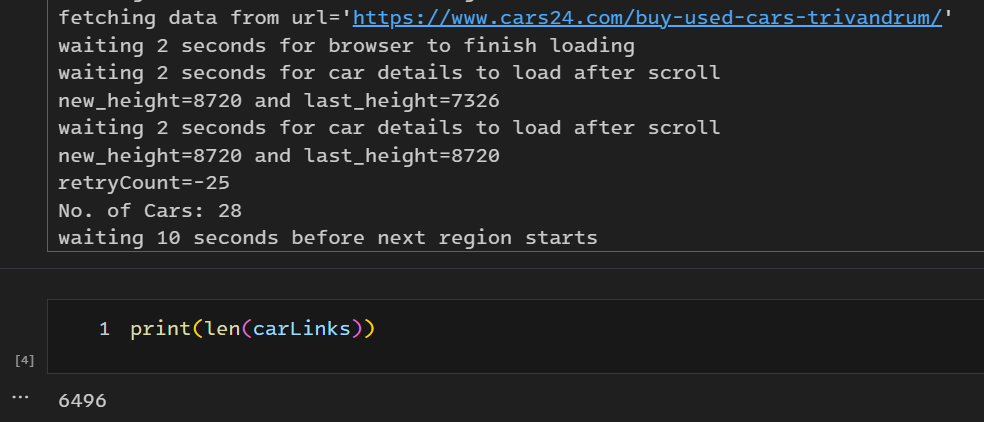 fetching data from url='https://www.cars24.com/buy-used-cars-trivandrum/'
waiting 2 seconds for browser to finish loading
waiting 2 seconds for car details to load after scroll
new_height=8720 and last_height=7326
waiting 2 seconds for car details to load after scroll
new_height=8720 and last_height=8720
retryCount=-25
No. of Cars: 28
waiting 10 seconds before next region starts
1 print(len(carLinks))
[4]
... 6496